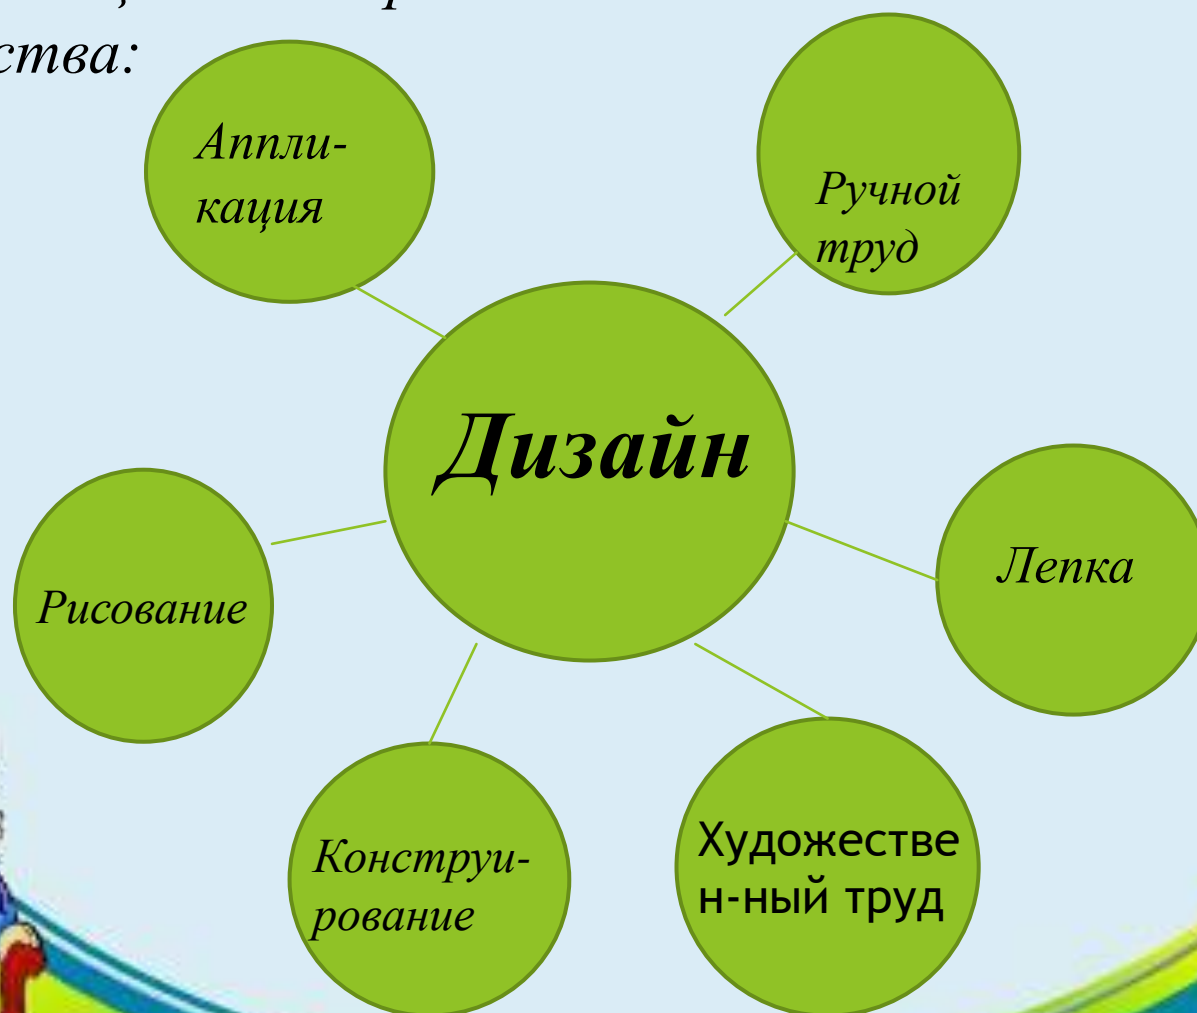 ства:
Аппли-
кация
Ручной
труд
Дизайн
Лепка
Рисование
Конструи-
рование
Художестве
н-ный труд